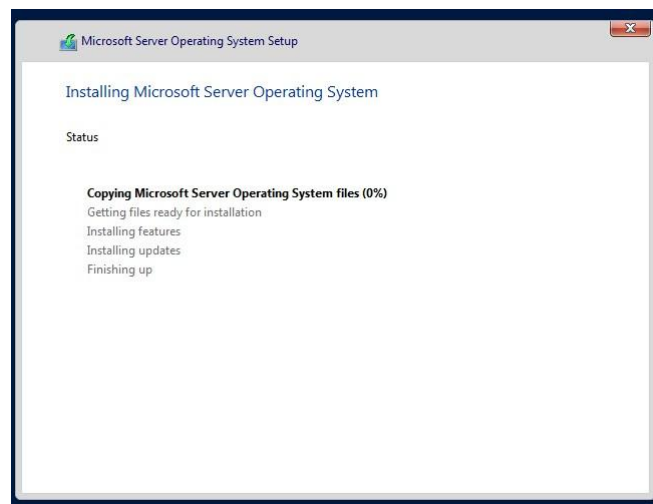 Microsoft Server Operating System Setup
Installing Microsoft Server Operating System
Status
Copying Microsoft Server Operating System files (0%)
Getting files ready for installation
Installing features
Installing updates
Finishing up